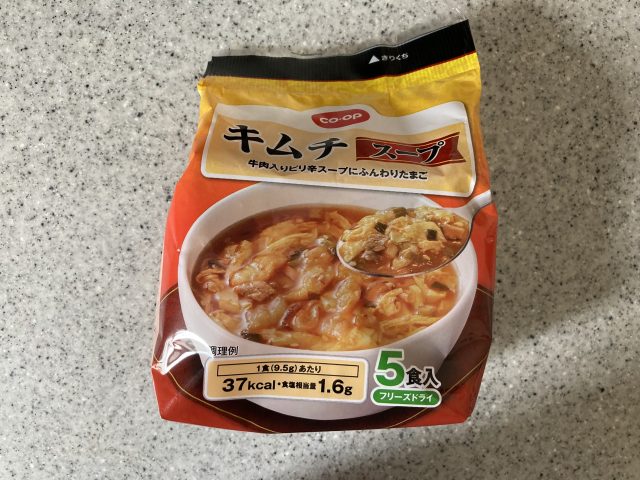 ▲きりくち
CO・OP
キムチ スープ
牛肉入りピリ辛スープにふんわりたまご
調理例
1食(9.5g)あたり
37kcal・食塩相当量1.6g
5食入
フリーズドライ